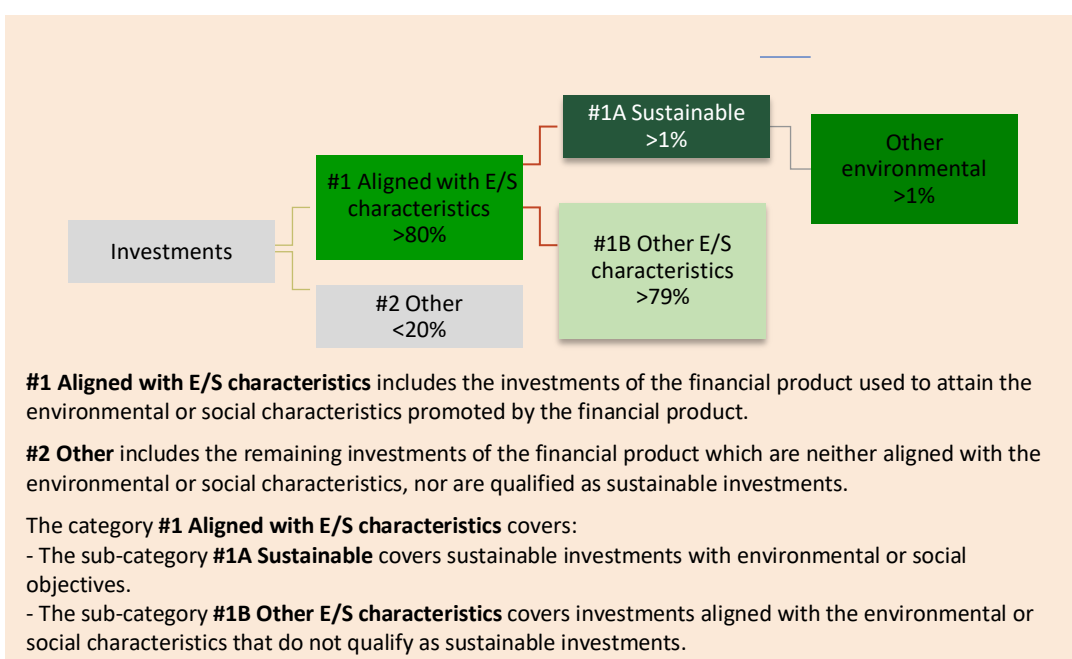 #1A Sustainable
>1%
Other
environmental
>1%
#1 Aligned with E/S
characteristics
>80%
Investments
#1B Other E/S
characteristics
>79%
#2 Other
<20%
#1 Aligned with E/S characteristics includes the investments of the financial product used to attain the
environmental or social characteristics promoted by the financial product.
#2 Other includes the remaining investments of the financial product which are neither aligned with the
environmental or social characteristics, nor are qualified as sustainable investments.
The category #1 Aligned with E/S characteristics covers:
- The sub-category #1A Sustainable covers sustainable investments with environmental or social
objectives.
- The sub-category #1B Other E/S characteristics covers investments aligned with the environmental or
social characteristics that do not qualify as sustainable investments.